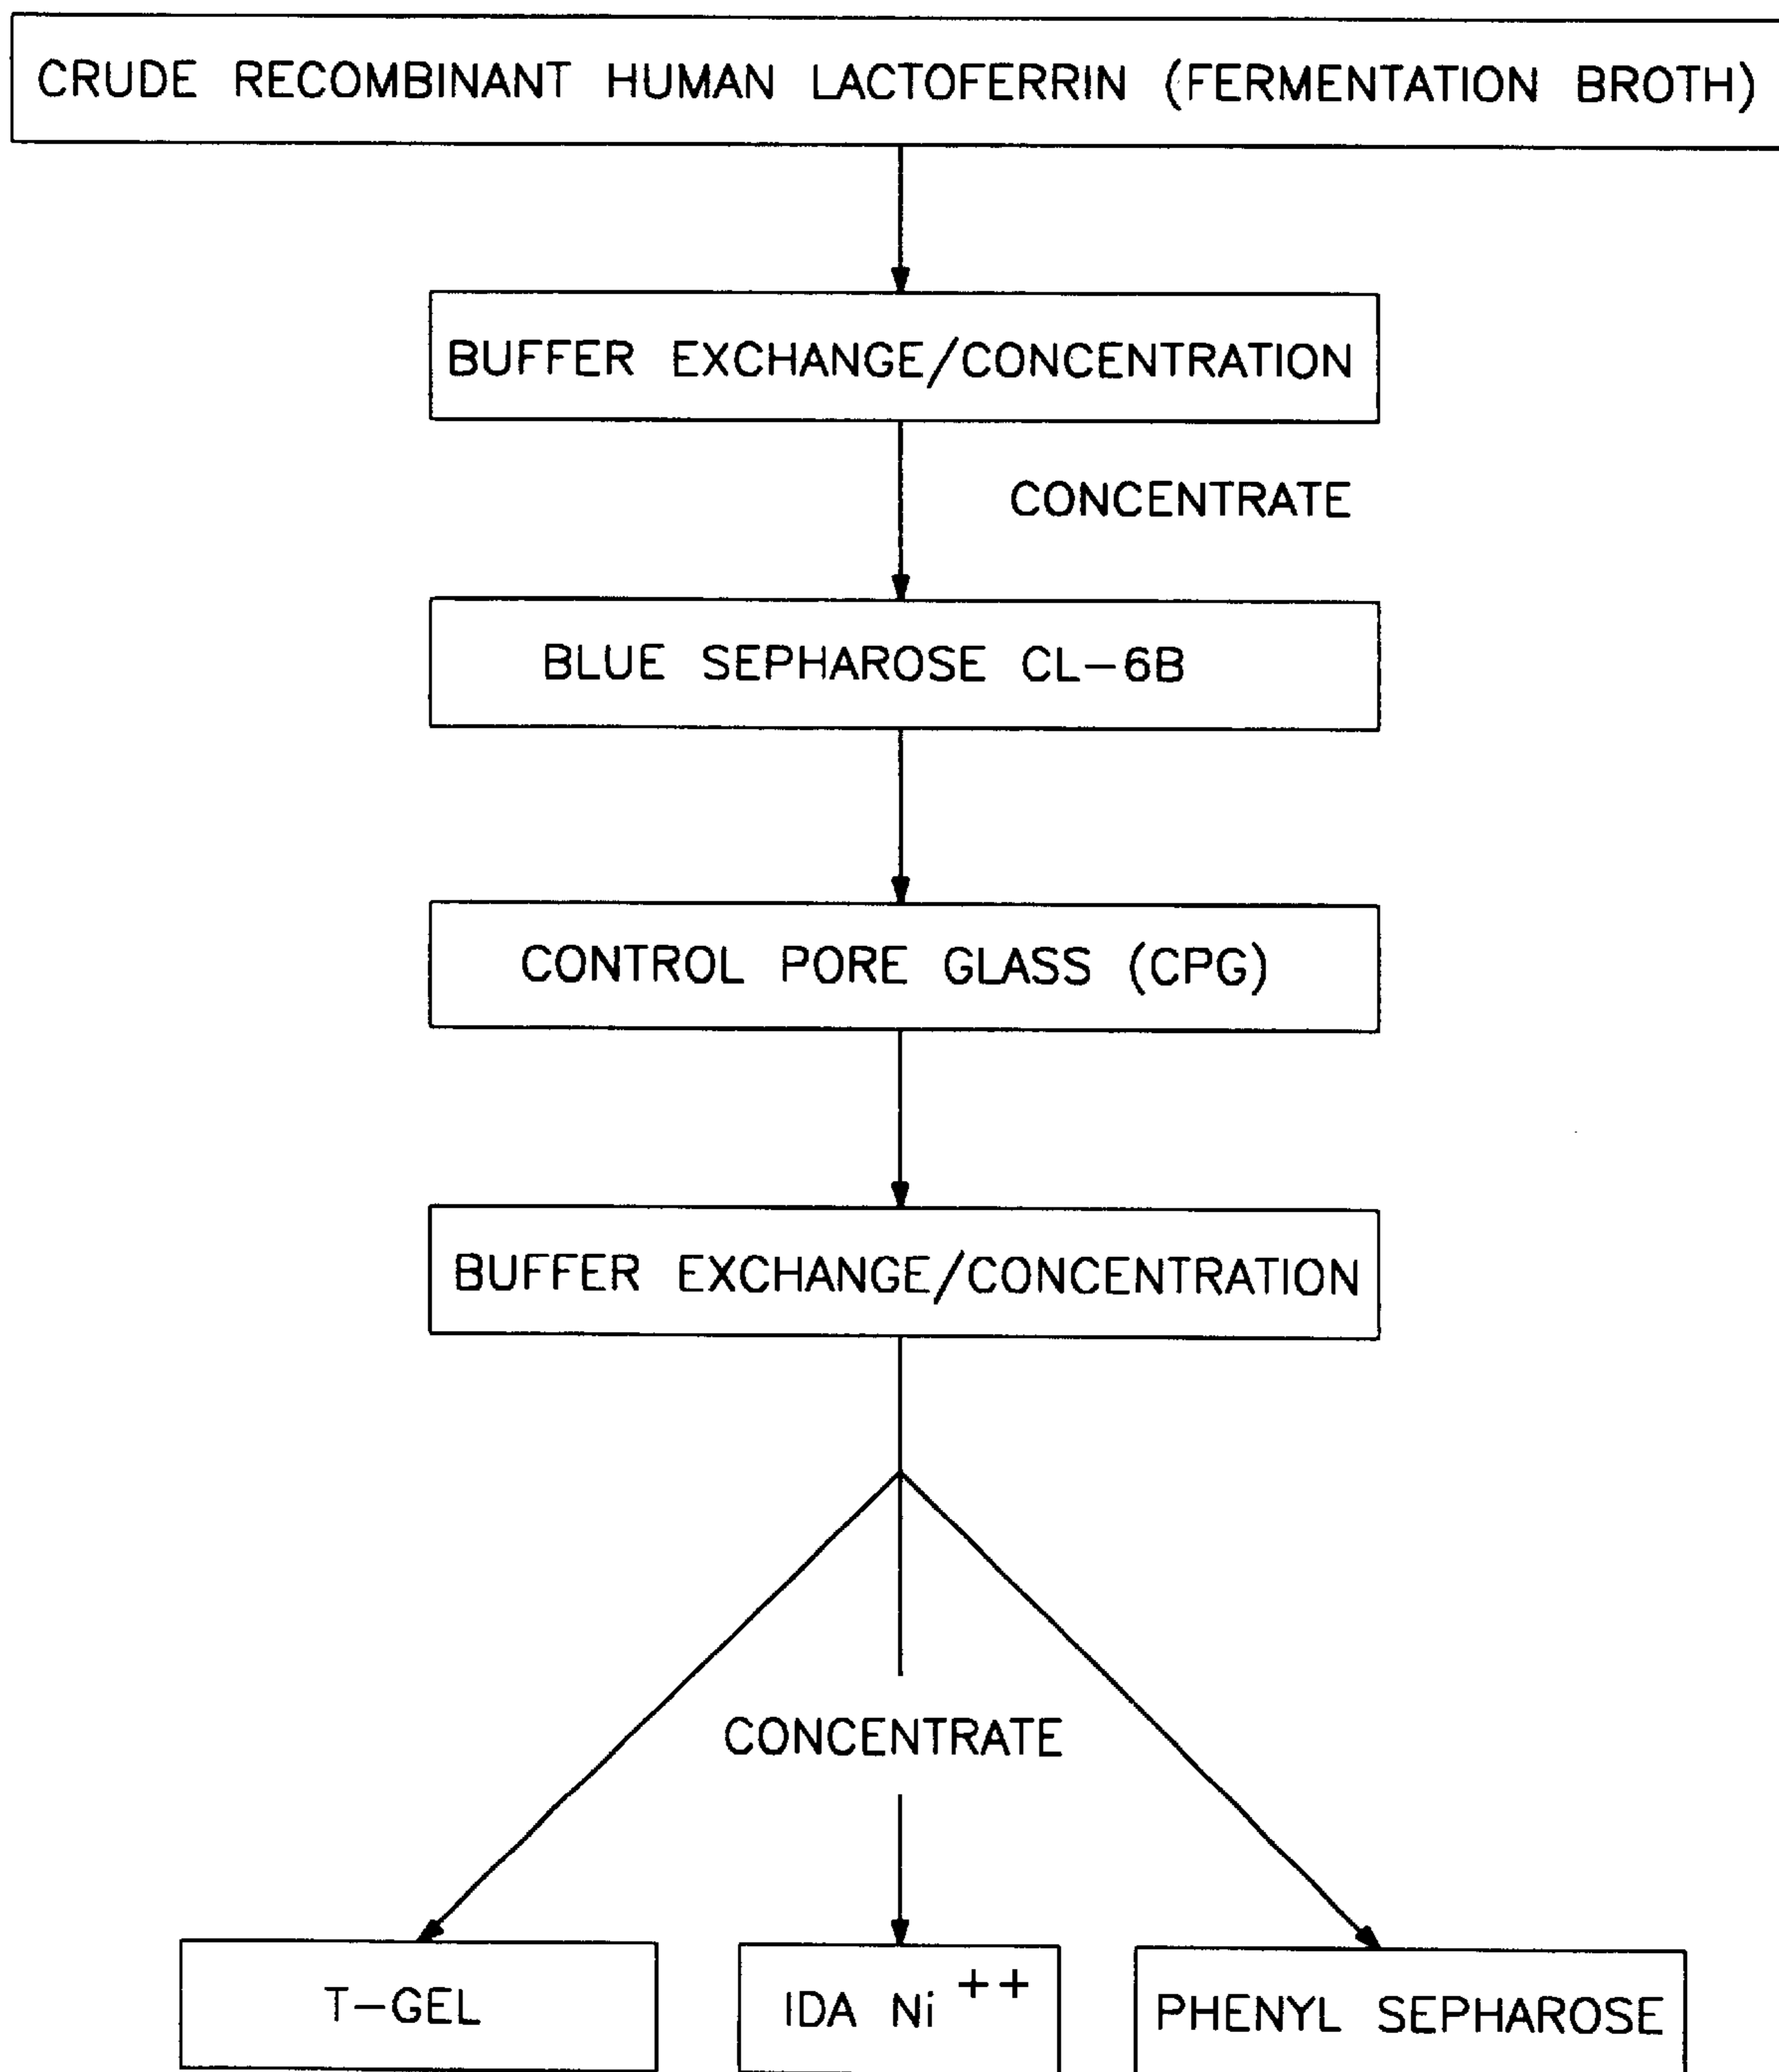 CRUDE RECOMBINANT HUMAN LACTOFERRIN (FERMENTATION BROTH)
BUFFER EXCHANGE/CONCENTRATION
CONCENTRATE
BLUE SEPHAROSE CL-6B
CONTROL PORE GLASS (CPG)
BUFFER EXCHANGE/CONCENTRATION
CONCENTRATE
T-GEL
IDA Ni ++
PHENYL SEPHAROSE